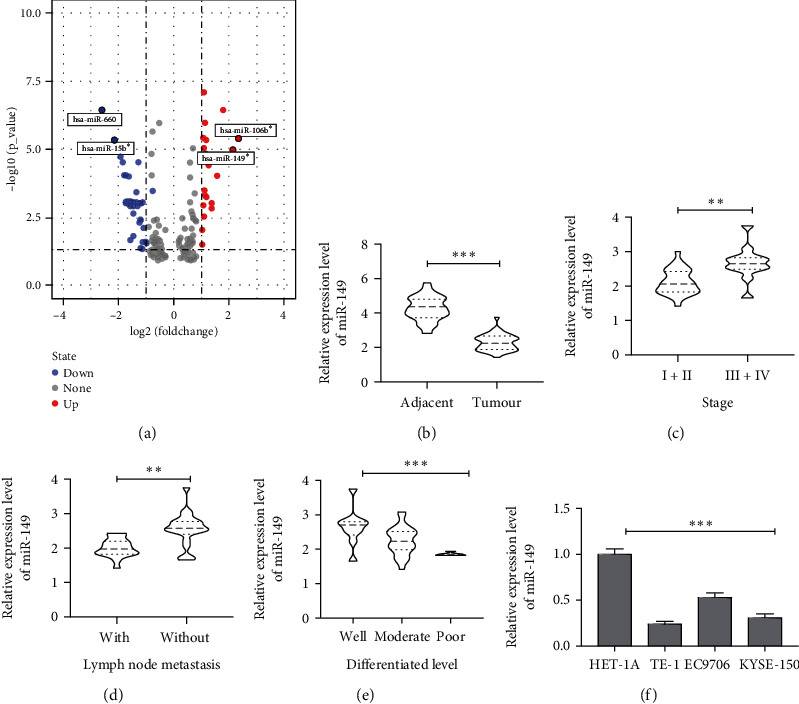 10.0
7.5
5.0
2.5
0.0
−log10 (p_value)
hsa-miR-660
hsa-miR-15b*
hsa-miR-106b*
hsa-miR-149*
−4
−2
0
2
4
log2 (foldchange)
State
Down
None
Up
(a)
Relative expression level
of miR-149
8
6
4
2
0
***
Adjacent
Tumour
(b)
Relative expression level
of miR-149
4
3
2
1
0
**
I + II
III + IV
Stage
(c)
Relative expression level
of miR-149
4
3
2
1
0
**
With
Without
Lymph node metastasis
(d)
Relative expression level
of miR-149
4
3
2
1
0
***
Well
Moderate
Poor
Differentiated level
(e)
Relative expression level
of miR-149
1.5
1.0
0.5
0.0
***
HET-1A
TE-1
EC9706
KYSE-150
(f)